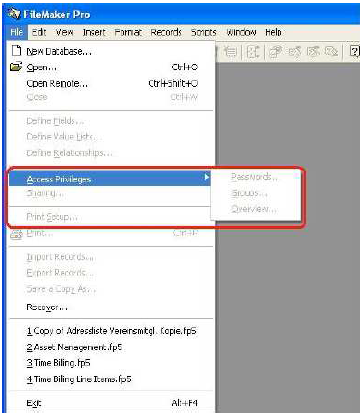 FileMaker Pro
File Edit View Insert Format Records Scripts Window Help
New Database...
Open... Ctrl+O
Open Remote... Ctrl+Shift+O
Close Ctrl+W
Define Fields...
Define Value Lists...
Define Relationships...
Access Privileges Passwords...
Sharing... Groups...
Overview...
Print Setup...
Print... Ctrl+P
Import Records...
Export Records...
Save a Copy As...
Recover...
1 Copy of Adressliste Vereinsmitgl. Kopie.fp5
2 Asset Management.fp5
3 Time Billing.fp5
4 Time Billing Line Items.fp5
Exit Alt+F4